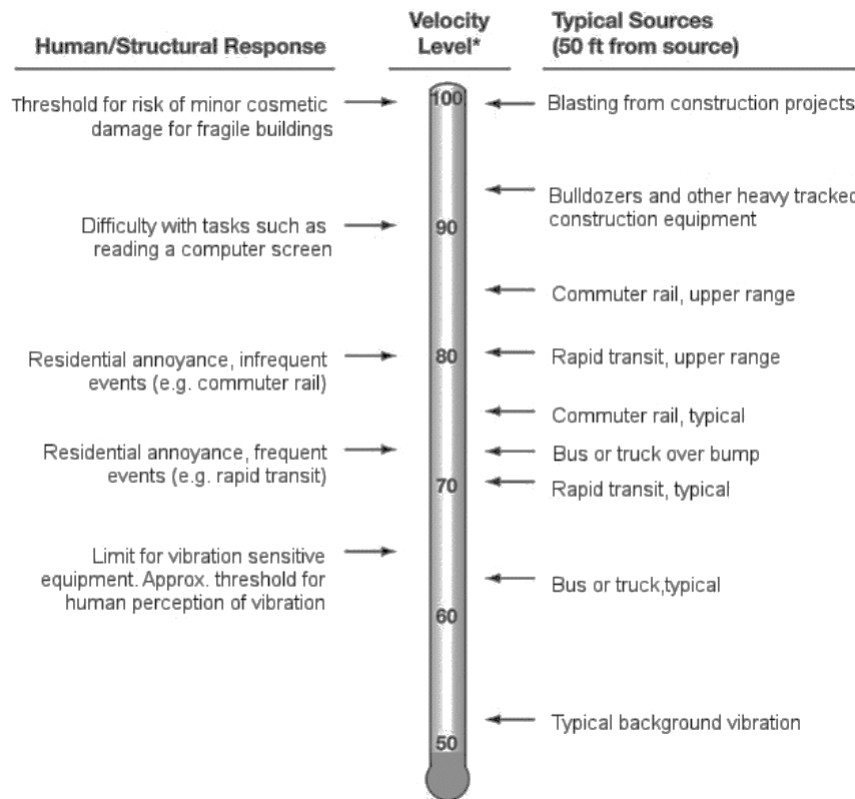 Human/Structural Response
Velocity
Level*
Typical Sources
(50 ft from source)
Threshold for risk of minor cosmetic
damage for fragile buildings
100
Blasting from construction projects
Bulldozers and other heavy tracked
construction equipment
Difficulty with tasks such as
reading a computer screen
90
Commuter rail, upper range
Residential annoyance, infrequent
events (e.g. commuter rail)
80
Rapid transit, upper range
Commuter rail, typical
Residential annoyance, frequent
events (e.g. rapid transit)
Bus or truck over bump
70
Rapid transit, typical
Limit for vibration sensitive
equipment. Approx. threshold for
human perception of vibration
Bus or truck,typical
60
Typical background vibration
50